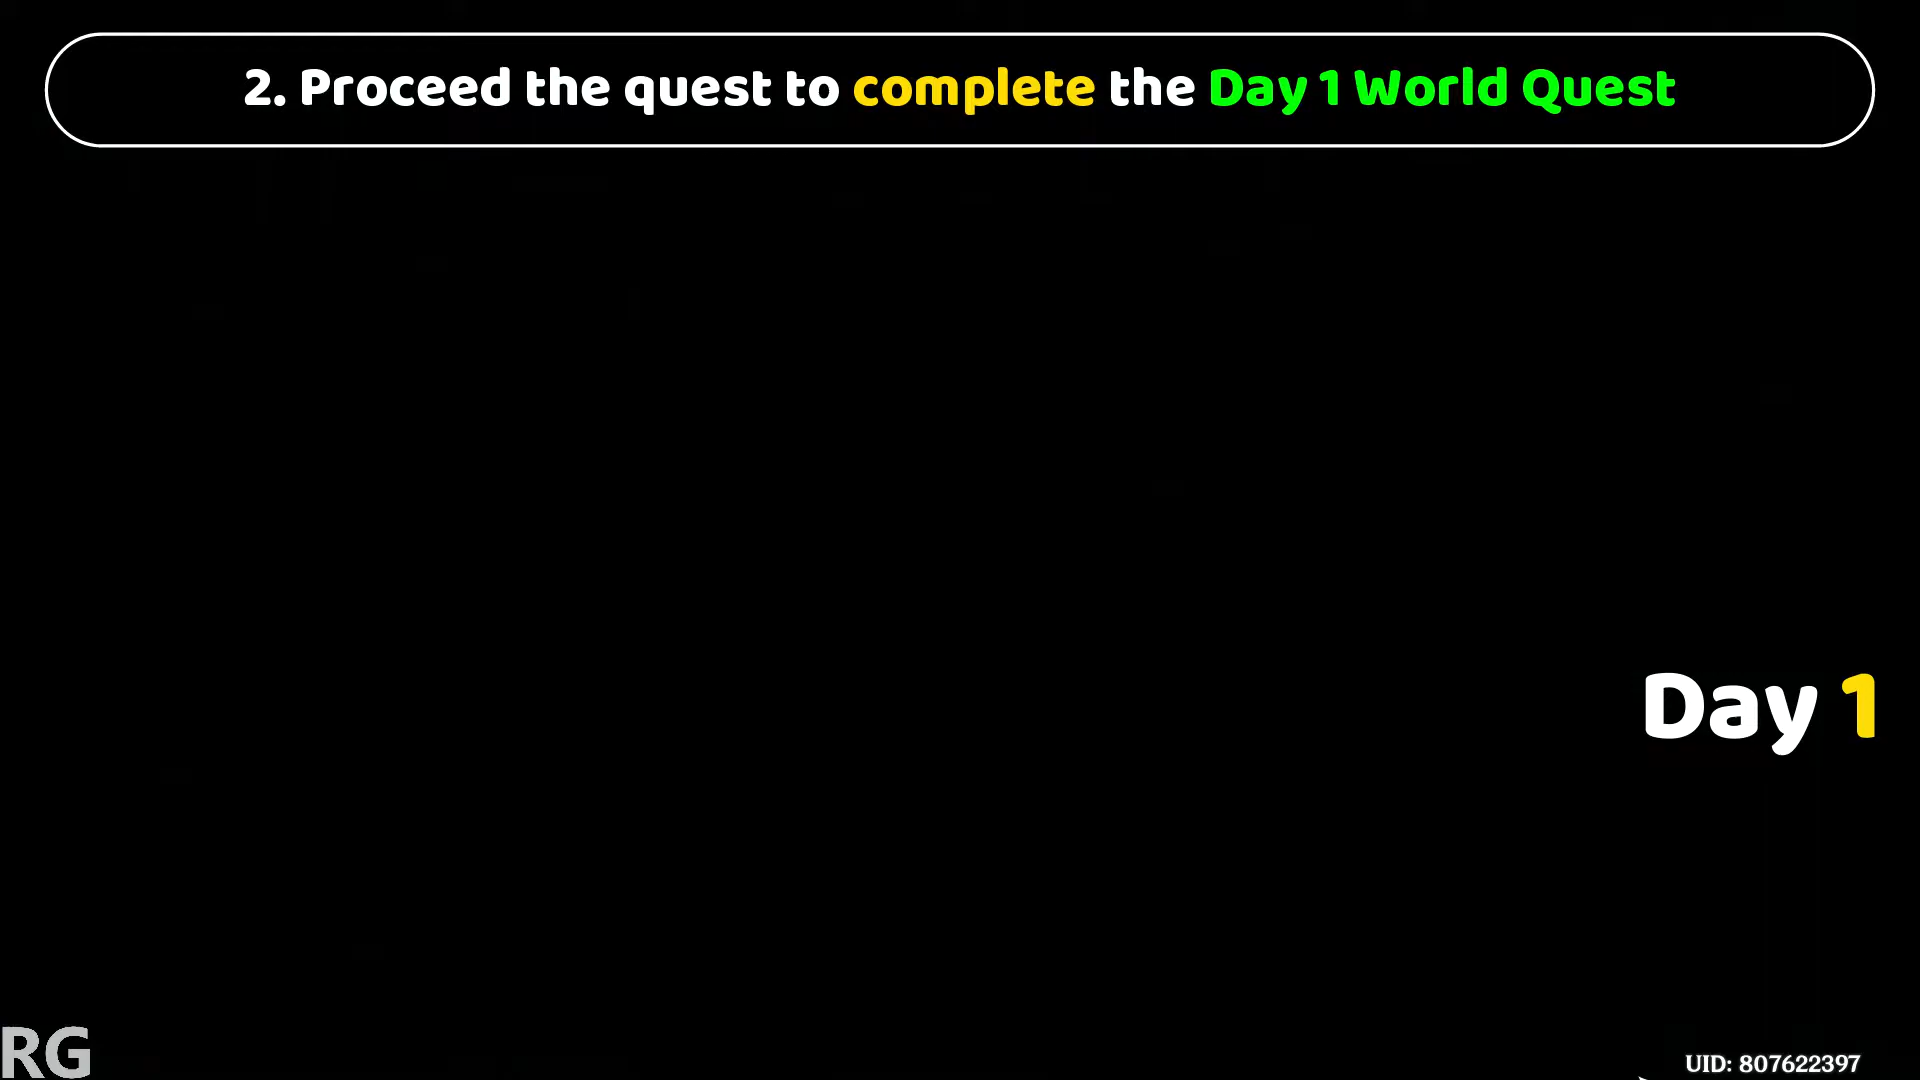 2. Proceed the quest to complete the Day 1 World Quest
Day 1
RG
UID: 807622397